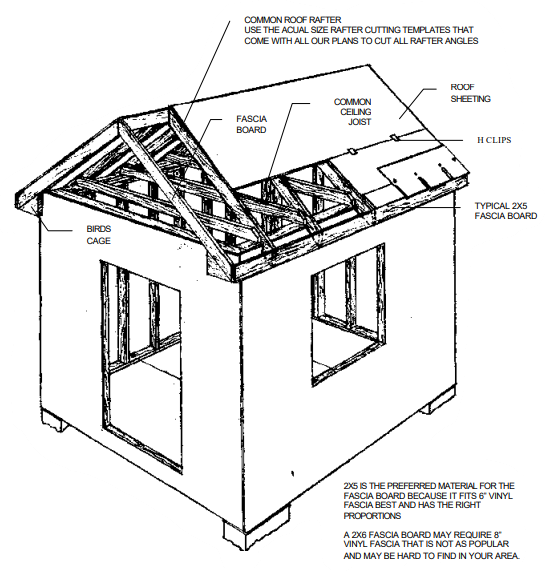 COMMON ROOF RAFTER
USE THE ACUAL SIZE RAFTER CUTTING TEMPLATES THAT
COME WITH ALL OUR PLANS TO CUT ALL RAFTER ANGLES
ROOF
SHEETING
COMMON
CEILING
JOIST
FASCIA
BOARD
H CLIPS
TYPICAL 2X5
FASCIA BOARD
BIRDS
CAGE
2X5 IS THE PREFERRED MATERIAL FOR THE
FASCIA BOARD BECAUSE IT FITS 6" VINYL
FASCIA BEST AND HAS THE RIGHT
PROPORTIONS
A 2X6 FASCIA BOARD MAY REQUIRE 8"
VINYL FASCIA THAT IS NOT AS POPULAR
AND MAY BE HARD TO FIND IN YOUR AREA.